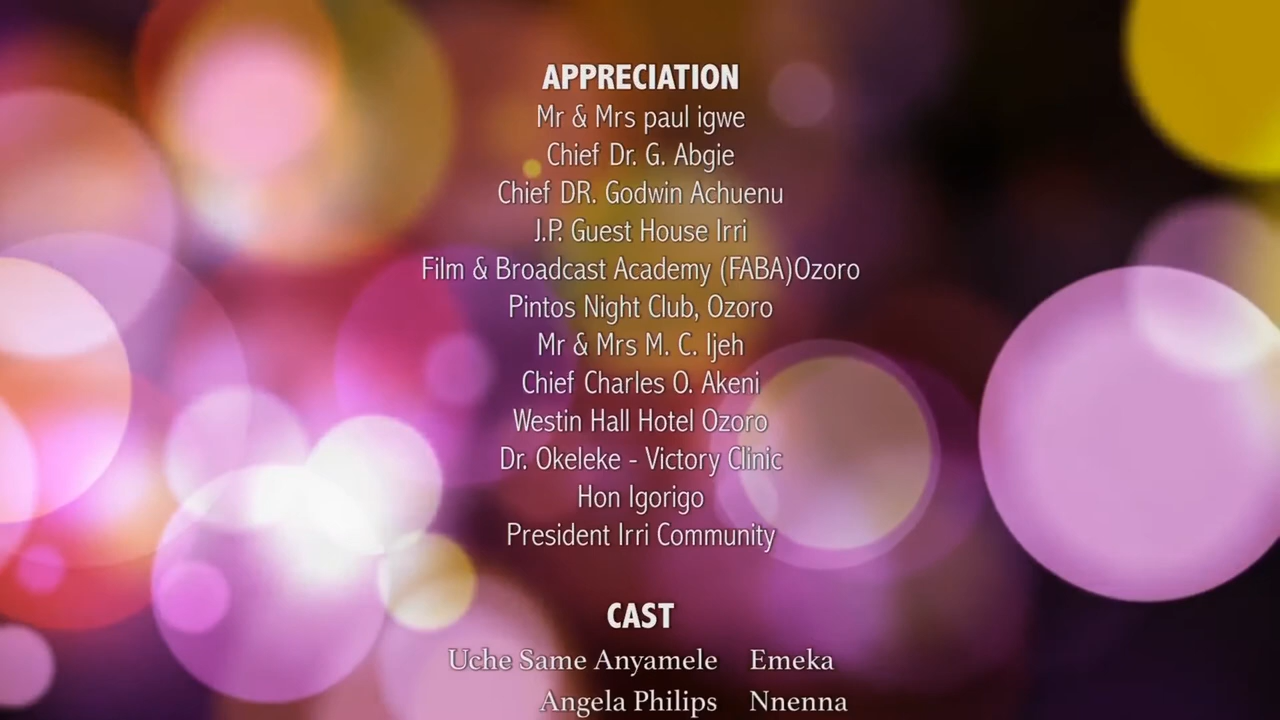 APPRECIATION
Mr & Mrs paul igwe
Chief Dr. G. Abgie
Chief DR. Godwin Achuenu
J.P. Guest House Irri
Film & Broadcast Academy (FABA)Ozoro
Pintos Night Club, Ozoro
Mr & Mrs M. C. Ijeh
Chief Charles O. Akeni
Westin Hall Hotel Ozoro
Dr. Okeleke - Victory Clinic
Hon Igorigo
President Irri Community
CAST
Uche Same Anyamele Emeka
Angela Philips Nnenna